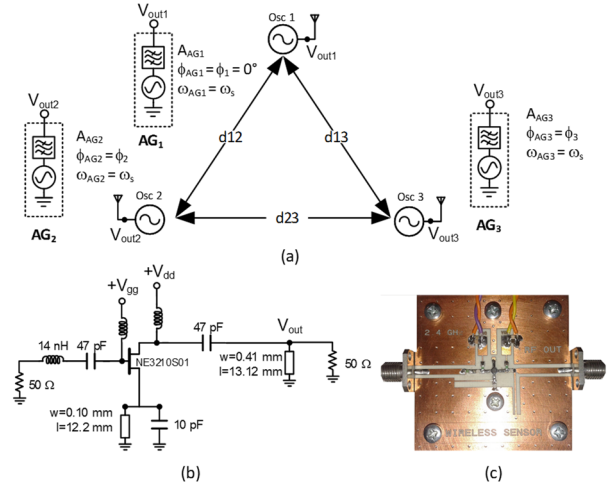 (a)
Osc 1
Vout1
Vout1
AAG1
ϕAG1 = ϕ1 = 0°
ωAG1 = ωs
AG1
Vout2
AAG2
ϕAG2 = ϕ2
ωAG2 = ωs
AG2
Vout3
AAG3
ϕAG3 = ϕ3
ωAG3 = ωs
AG3
d12
d13
Osc 2
Osc 3
Vout2
d23
Vout3
(a)
+Vgg
+Vdd
14 nH
47 pF
47 pF
Vout
NE3210S01
50 Ω
w=0.41 mm
l=13.12 mm
50 Ω
w=0.10 mm
l=12.2 mm
10 pF
(b)
2.4 GH
OUT
WIRELESS SENSOR
(c)